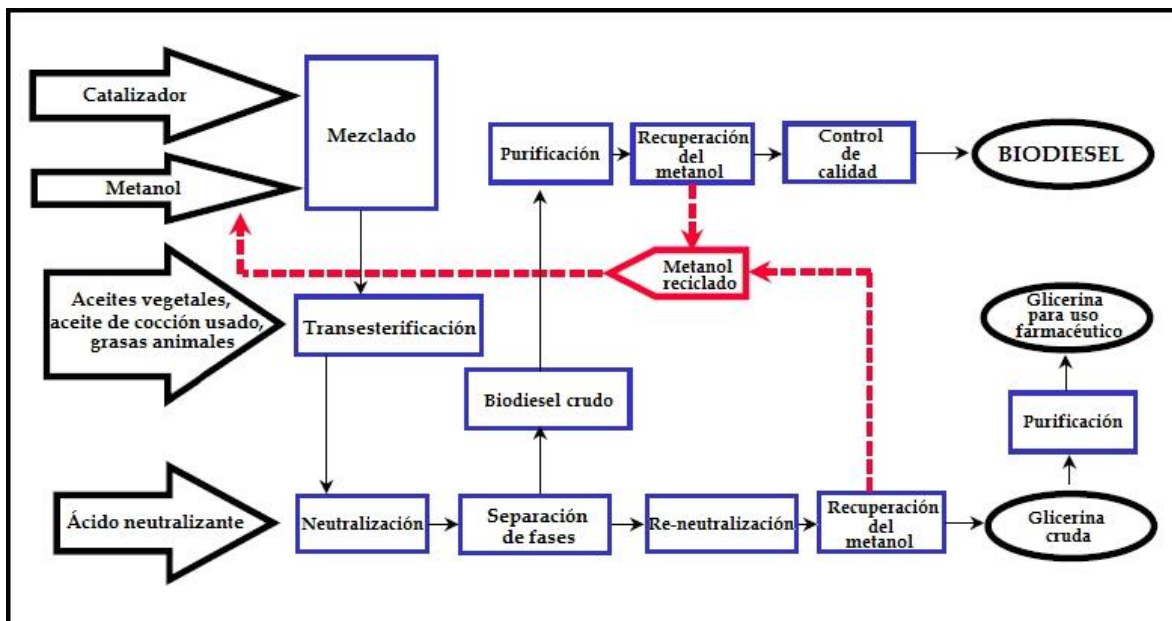 Catalizador
Mezclado
Metanol
Aceites vegetales,
aceite de cocción usado,
grasas animales
Transesterificación
Ácido neutralizante
Neutralización
Separación
de fases
Biodiesel crudo
Purificación
Recuperación
del
metanol
Control
de
calidad
BIODIESEL
Metanol
reciclado
Re-neutralización
Recuperación
del
metanol
Glicerina
cruda
Purificación
Glicerina
para uso
farmacéutico